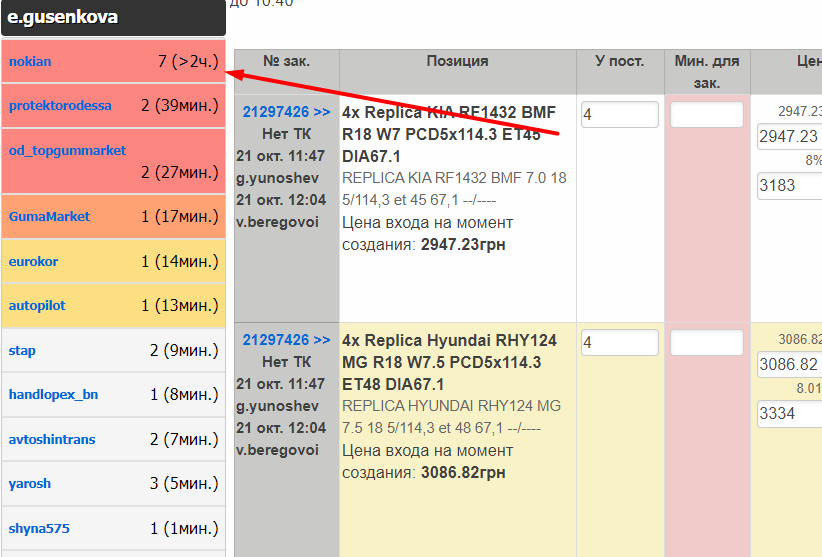 до 10:40
e.gusenkova
nokian 7 (>2ч.)
protektorodessa 2 (39мин.)
od_topgummarket
2 (27мин.)
GumaMarket 1 (17мин.)
eurokor 1 (14мин.)
autopilot 1 (13мин.)
stap 2 (9мин.)
handlopex_bn 1 (8мин.)
avtoshintrans 2 (7мин.)
yarosh 3 (5мин.)
shyna575 1 (1мин.)
№ зак. Позиция У пост. Мин. для зак. Цен
21297426 >>
Нет ТК
21 окт. 11:47
g.yunoshev
21 окт. 12:04
v.beregovoi
4x Replica KIA RF1432 BMF
R18 W7 PCD5x114.3 ET45
DIA67.1
REPLICA KIA RF1432 BMF 7.0 18
5/114,3 et 45 67,1 --/----
Цена входа на момент
создания: 2947.23грн
4
2947.23
2947.23
8%
3183
21297426 >>
Нет ТК
21 окт. 11:47
g.yunoshev
21 окт. 12:04
v.beregovoi
4x Replica Hyundai RHY124
MG R18 W7.5 PCD5x114.3
ET48 DIA67.1
REPLICA HYUNDAI RHY124 MG
7.5 18 5/114,3 et 48 67,1 --/----
Цена входа на момент
создания: 3086.82грн
4
3086.82
3086.82
8.01
3334